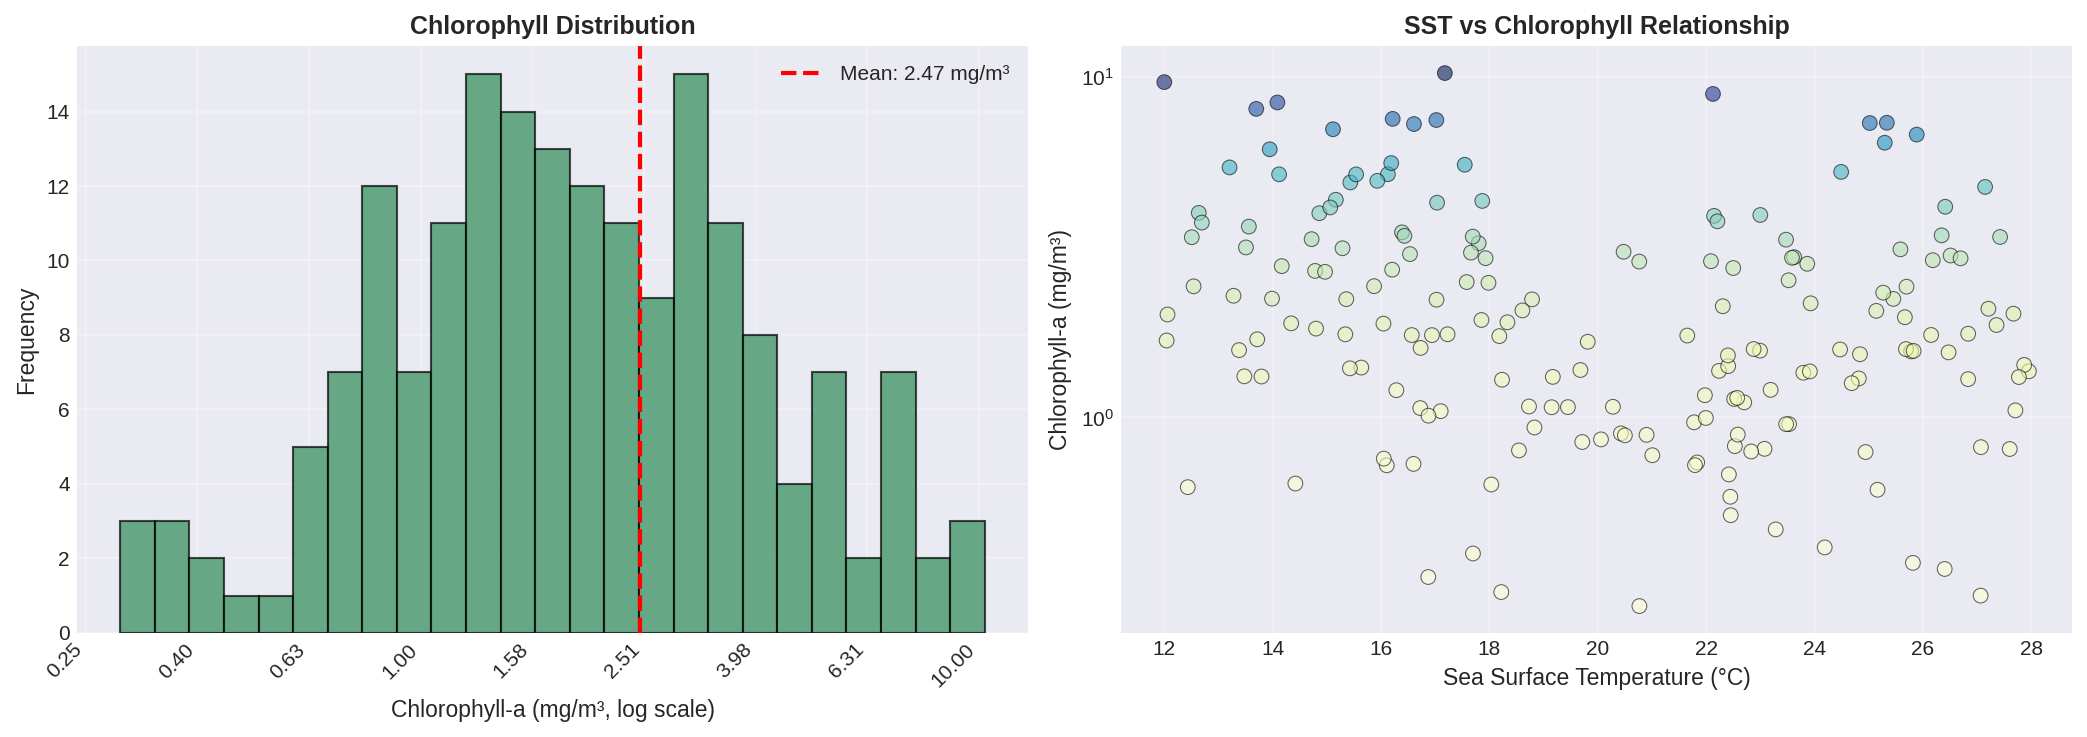 Chlorophyll Distribution
Mean: 2.47 mg/m³
Frequency
14
12
10
8
6
4
2
0
0.25 0.40 0.63 1.00 1.58 2.51 3.98 6.31 10.00
Chlorophyll-a (mg/m³, log scale)
SST vs Chlorophyll Relationship
Chlorophyll-a (mg/m³)
10¹
10⁰
12 14 16 18 20 22 24 26 28
Sea Surface Temperature (°C)